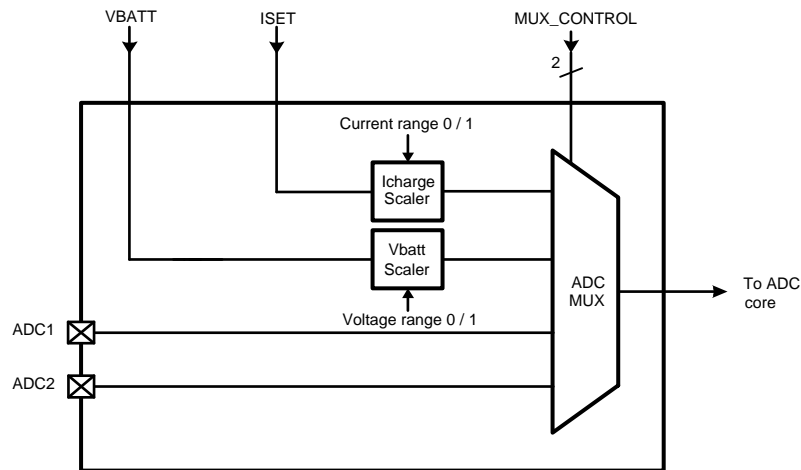 VBATT
ISET
MUX_CONTROL
2
Current range 0 / 1
Icharge
Scaler
Vbatt
Scaler
ADC
MUX
To ADC
core
Voltage range 0 / 1
ADC1
ADC2